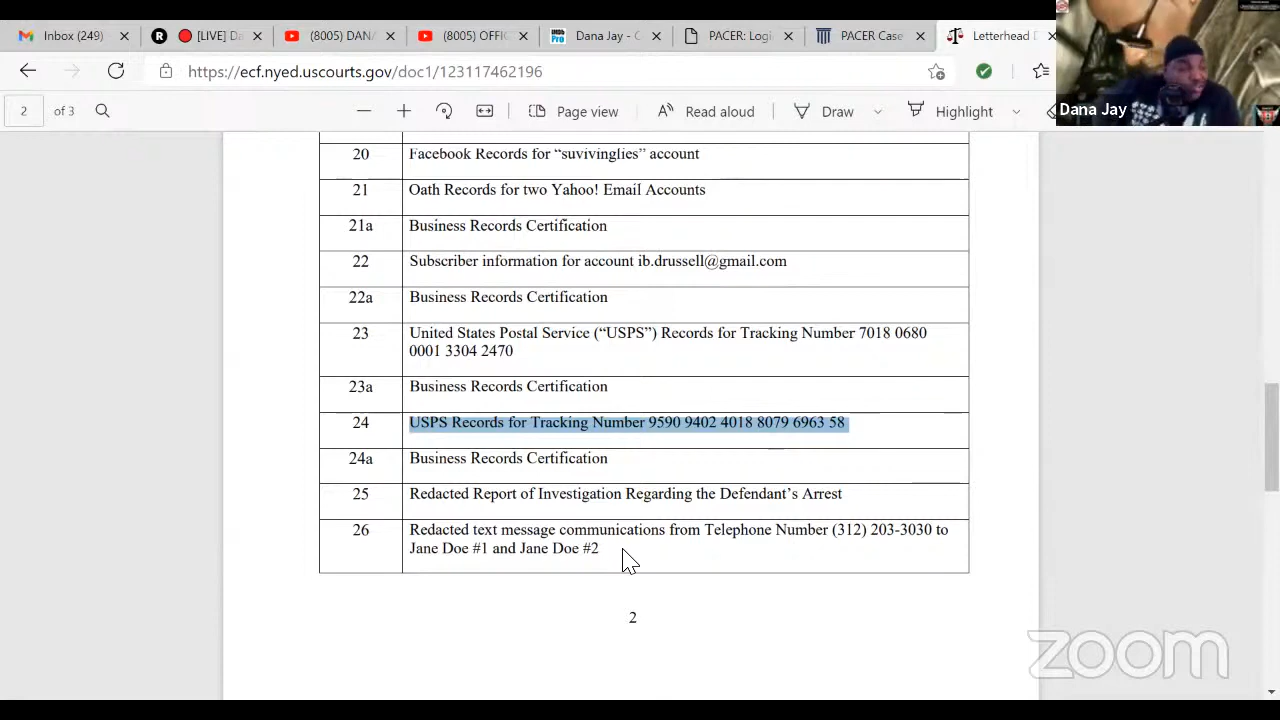 Inbox (249)
[LIVE] Da
(8005) DAN
(8005) OFFIC
Dana Jay - C
PACER: Logi
PACER Case
Letterhead D
https://ecf.nyed.uscourts.gov/doc1/123117462196
2 of 3
Page view
Read aloud
Draw
Highlight
Dana Jay
20 Facebook Records for “suvivinglies” account
21 Oath Records for two Yahoo! Email Accounts
21a Business Records Certification
22 Subscriber information for account ib.drussell@gmail.com
22a Business Records Certification
23 United States Postal Service (“USPS”) Records for Tracking Number 7018 0680
0001 3304 2470
23a Business Records Certification
24 USPS Records for Tracking Number 9590 9402 4018 8079 6963 58
24a Business Records Certification
25 Redacted Report of Investigation Regarding the Defendant’s Arrest
26 Redacted text message communications from Telephone Number (312) 203-3030 to
Jane Doe #1 and Jane Doe #2
2
zoom